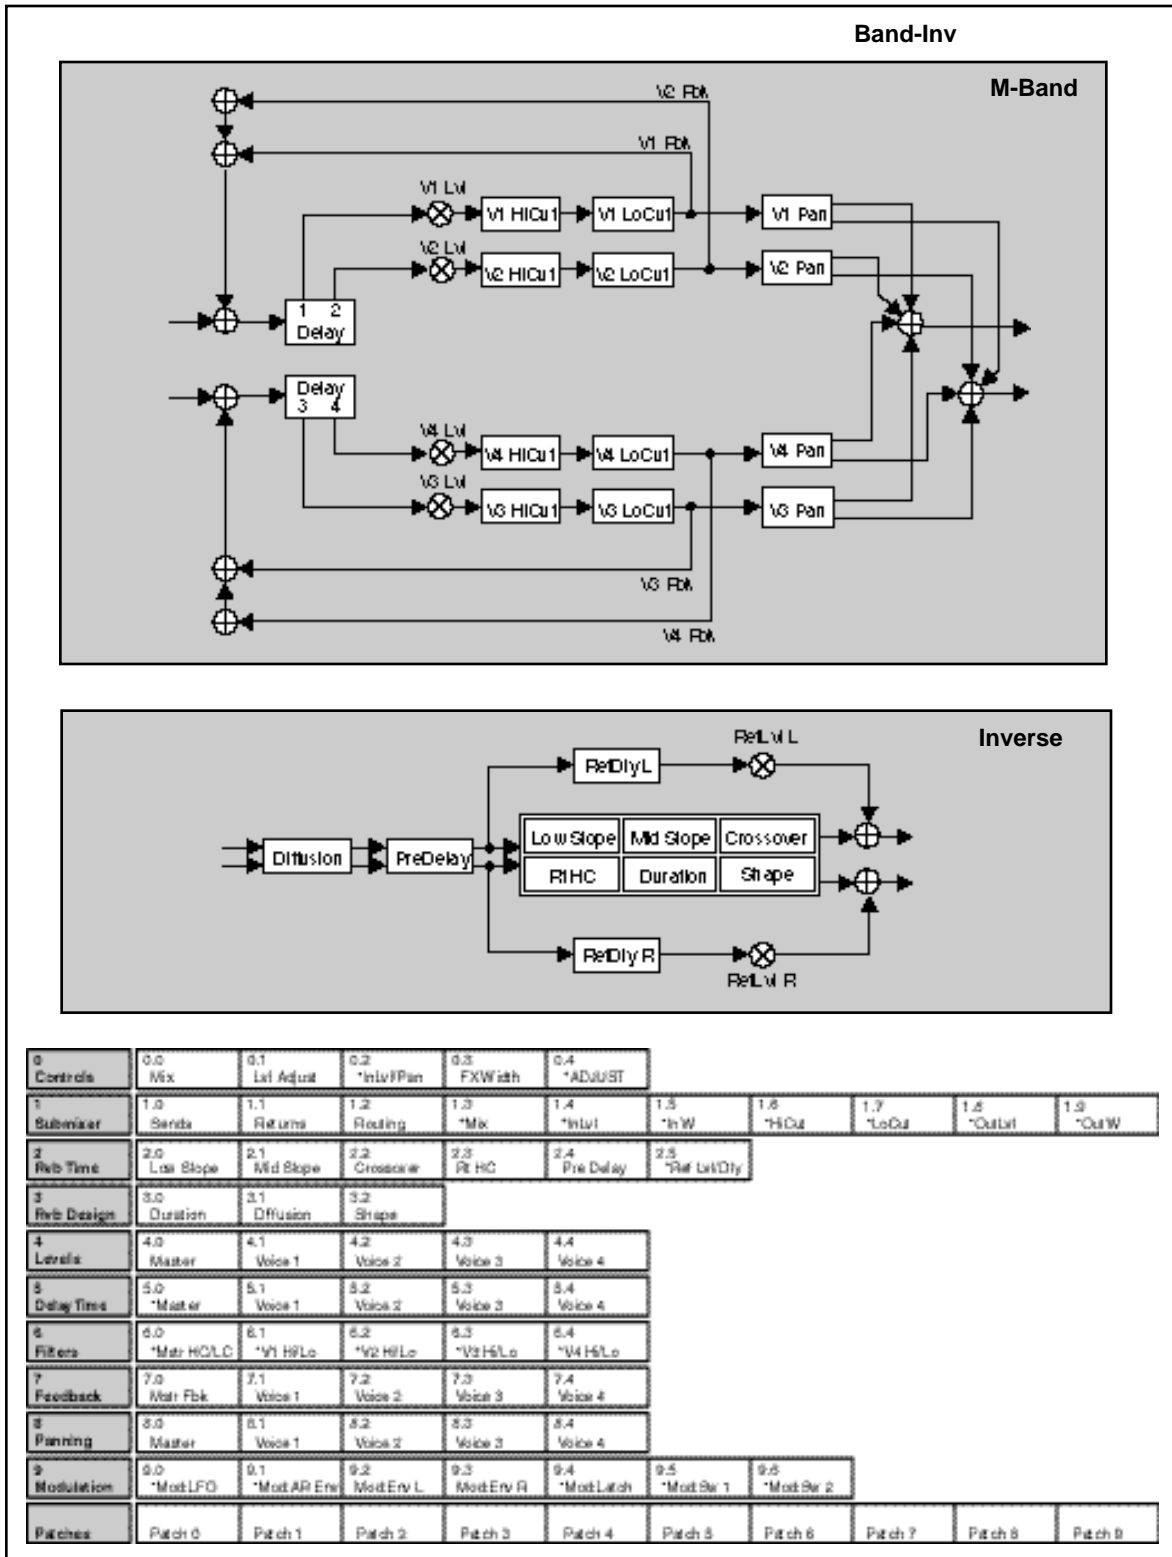 Band-Inv
M-Band
V2 Fbk
V1 Fbk
V1 Lvl
V1 HiCut V1 LoCut V1 Pan
V2 Lvl
V2 HiCut V2 LoCut V2 Pan
1 2
Delay
Delay
3 4
V4 Lvl
V4 HiCut V4 LoCut V4 Pan
V3 Lvl
V3 HiCut V3 LoCut V3 Pan
V3 Fbk
V4 Fbk
Inverse
RefLvl L
RefDly L
Low Slope Mid Slope Crossover
Diffusion PreDelay
Rt HC Duration Shape
RefDly R
RefLvl R
0 0.0 0.1 0.2 0.3 0.4
Controls Mix Lvl Adjust *InLvl/Pan FXWidth *ADJUST
1 1.0 1.1 1.2 1.3 1.4 1.5 1.6 1.7 1.8 1.9
Submixer Sends Returns Routing *Mix *InLvl *InW *HiCut *LoCut *OutLvl *OutW
2 2.0 2.1 2.2 2.3 2.4 2.5
Rvb Time Low Slope Mid Slope Crossover Rt HC Pre Delay *Ref Lvl/Dly
3 3.0 3.1 3.2
Rvb Design Duration Diffusion Shape
4 4.0 4.1 4.2 4.3 4.4
Levels Master Voice 1 Voice 2 Voice 3 Voice 4
5 5.0 5.1 5.2 5.3 5.4
Delay Time *Master Voice 1 Voice 2 Voice 3 Voice 4
6 6.0 6.1 6.2 6.3 6.4
Filters *Mstr HC/LC *V1 Hi/Lo *V2 Hi/Lo *V3 Hi/Lo *V4 Hi/Lo
7 7.0 7.1 7.2 7.3 7.4
Feedback Mstr Fbk Voice 1 Voice 2 Voice 3 Voice 4
8 8.0 8.1 8.2 8.3 8.4
Panning Master Voice 1 Voice 2 Voice 3 Voice 4
9 9.0 9.1 9.2 9.3 9.4 9.5 9.6
Modulation *Mod:LFO *Mod:AR Env Mod:Env L Mod:Env R *Mod:Latch *Mod:Sw 1 *Mod:Sw 2
Patches Patch 0 Patch 1 Patch 2 Patch 3 Patch 4 Patch 5 Patch 6 Patch 7 Patch 8 Patch 9